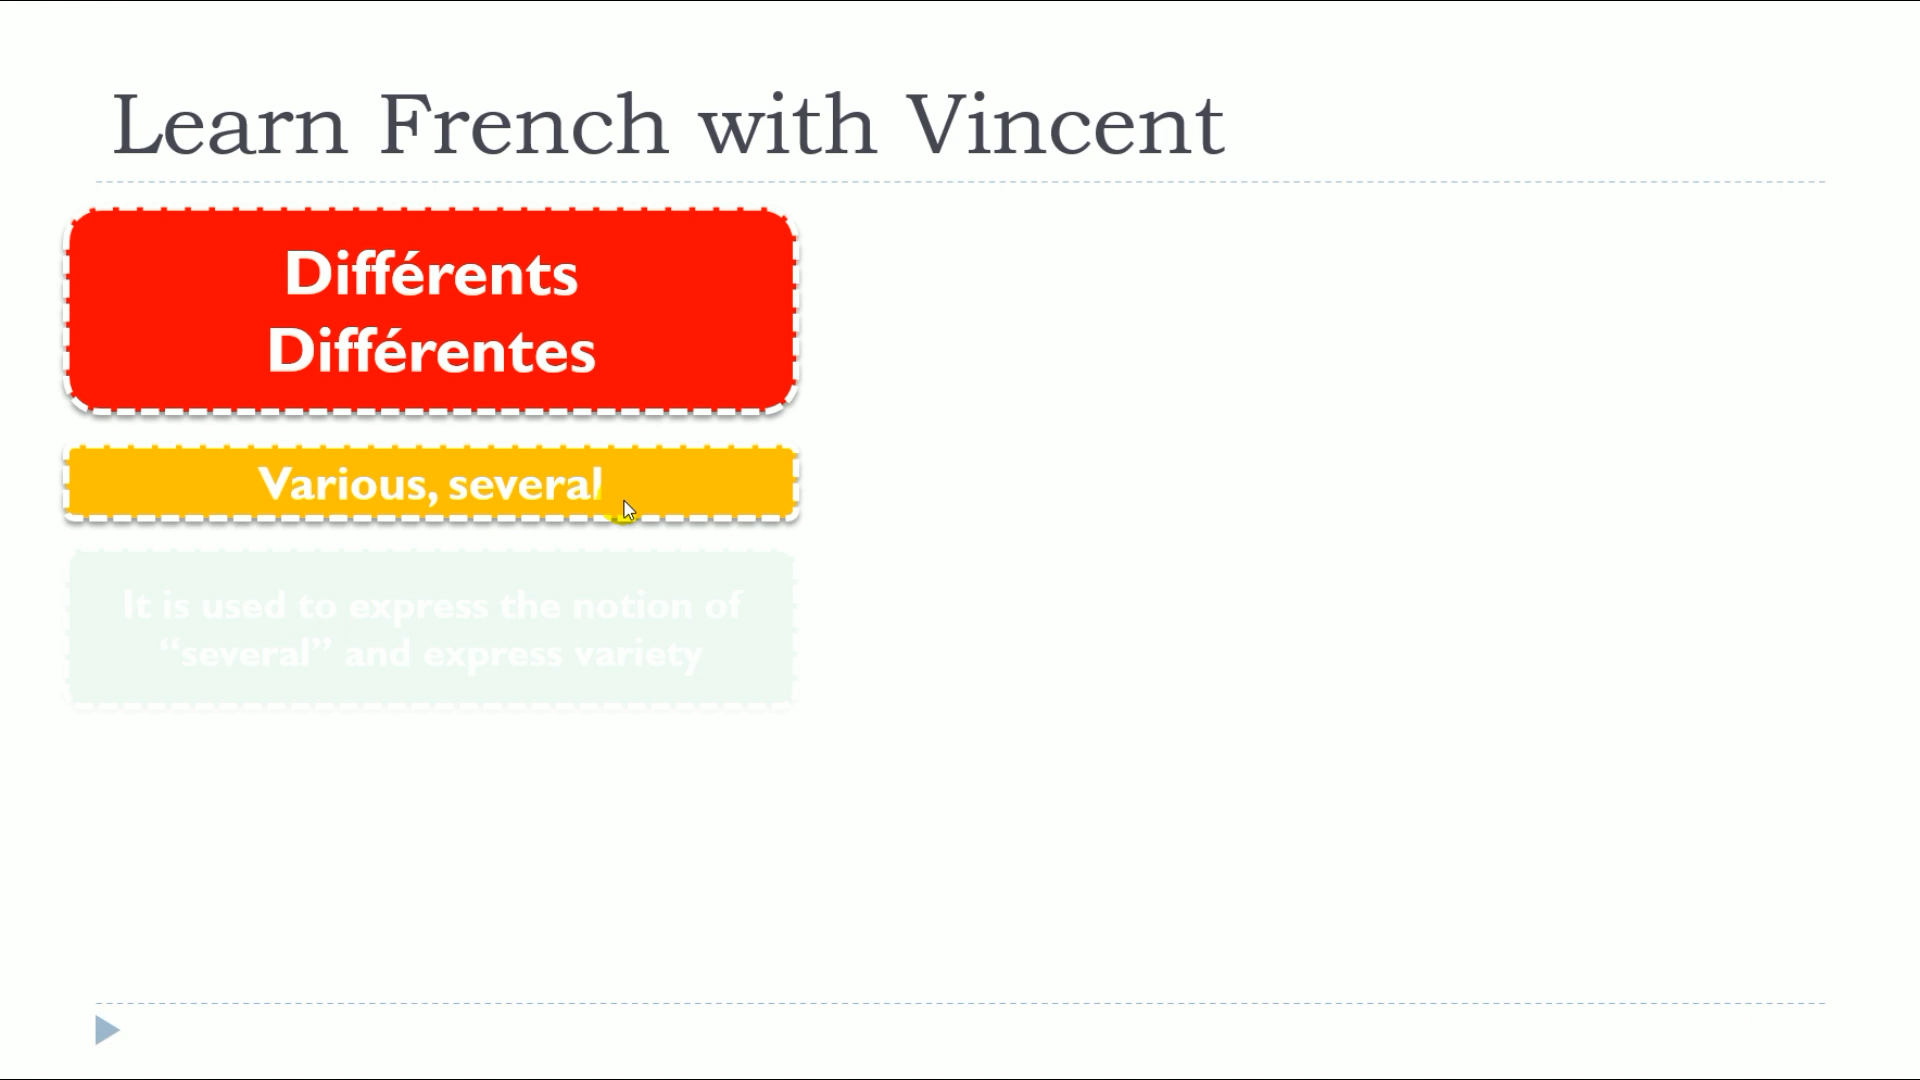 Learn French with Vincent
Différents
Différentes
Various, several
It is used to express the notion of
“several” and express variety